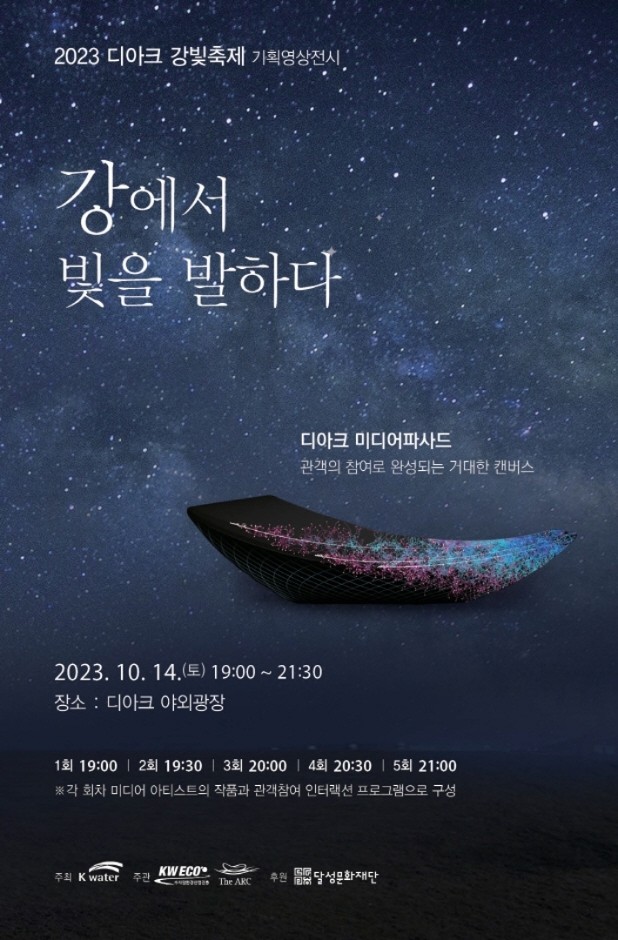 2023 디아크 강빛축제 기획영상전시
강에서
빛을 발하다
디아크 미디어파사드
관객의 참여로 완성되는 거대한 캔버스
2023. 10. 14.(토) 19:00 ~ 21:30
장소 : 디아크 야외광장
1회 19:00 | 2회 19:30 | 3회 20:00 | 4회 20:30 | 5회 21:00
※각 회차 미디어 아티스트의 작품과 관객참여 인터랙션 프로그램으로 구성
주최 K water 주관 KWECO The ARC 후원 달성문화재단